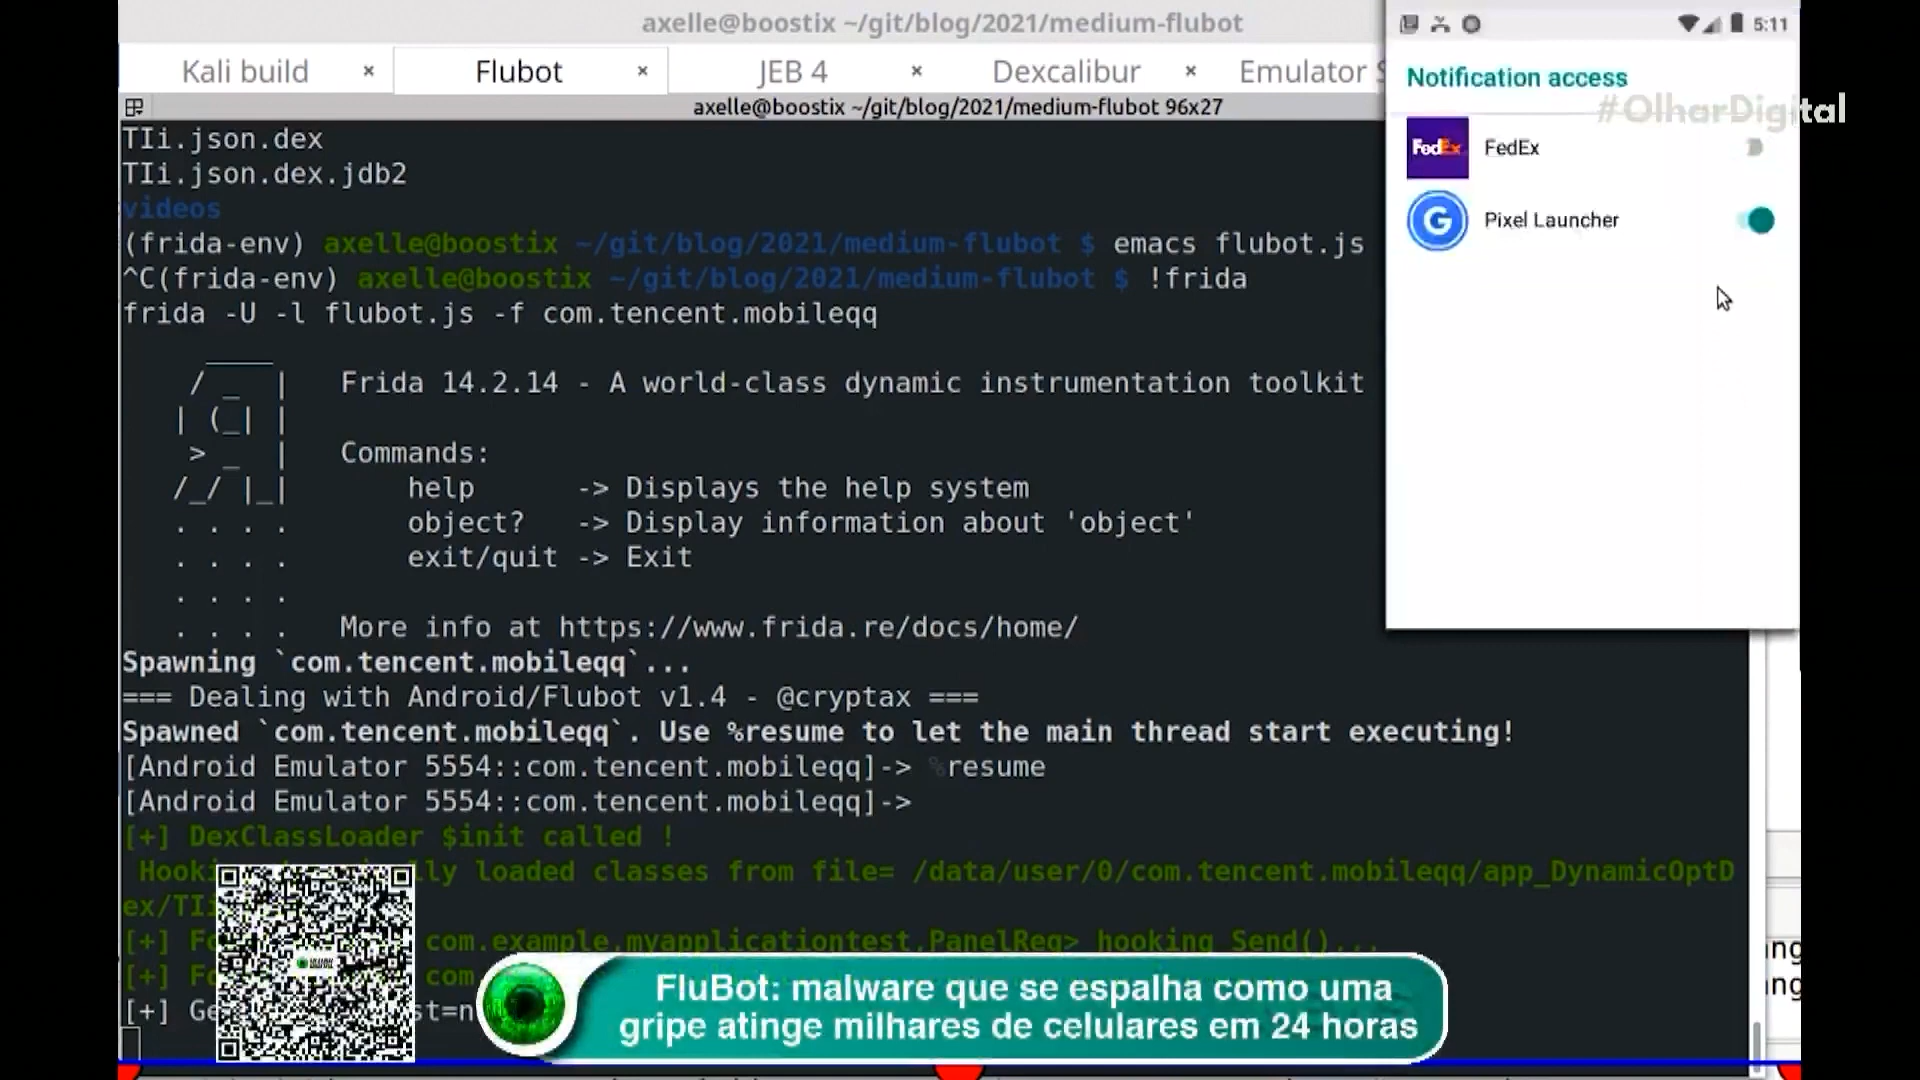 axelle@boostix ~/git/blog/2021/medium-flubot
Kali build × Flubot × JEB 4 × Dexcalibur × Emulator
axelle@boostix ~/git/blog/2021/medium-flubot 96x27
TIi.json.dex
TIi.json.dex.jdb2
videos
(frida-env) axelle@boostix ~/git/blog/2021/medium-flubot $ emacs flubot.js
^C(frida-env) axelle@boostix ~/git/blog/2021/medium-flubot $ !frida
frida -U -l flubot.js -f com.tencent.mobileqq
____
/ _ | Frida 14.2.14 - A world-class dynamic instrumentation toolkit
| (_| |
> _ | Commands:
/_/ |_| help -> Displays the help system
. . . . object? -> Display information about 'object'
. . . . exit/quit -> Exit
. . . .
. . . . More info at https://www.frida.re/docs/home/
Spawning `com.tencent.mobileqq`...
=== Dealing with Android/Flubot v1.4 - @cryptax ===
Spawned `com.tencent.mobileqq`. Use %resume to let the main thread start executing!
[Android Emulator 5554::com.tencent.mobileqq]-> %resume
[Android Emulator 5554::com.tencent.mobileqq]->
[+] DexClassLoader $init called !
loaded classes from file= /data/user/0/com.tencent.mobileqq/app_DynamicOptD
ex/TIi
[+] com.example.myapplicationtest.PanelReq> hooking Send()...
[+] com.
[+]
5:11
Notification access
#OlharDigital
FedEx FedEx
G Pixel Launcher
FluBot: malware que se espalha como uma
gripe atinge milhares de celulares em 24 horas